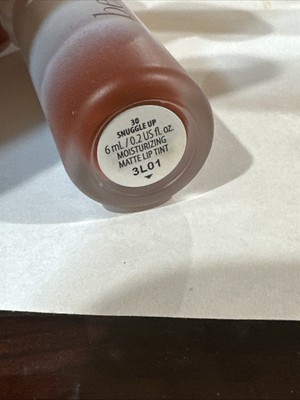 30
SNUGGLE UP
6 mL / 0.2 US fl. oz.
MOISTURIZING
MATTE LIP TINT
3L01